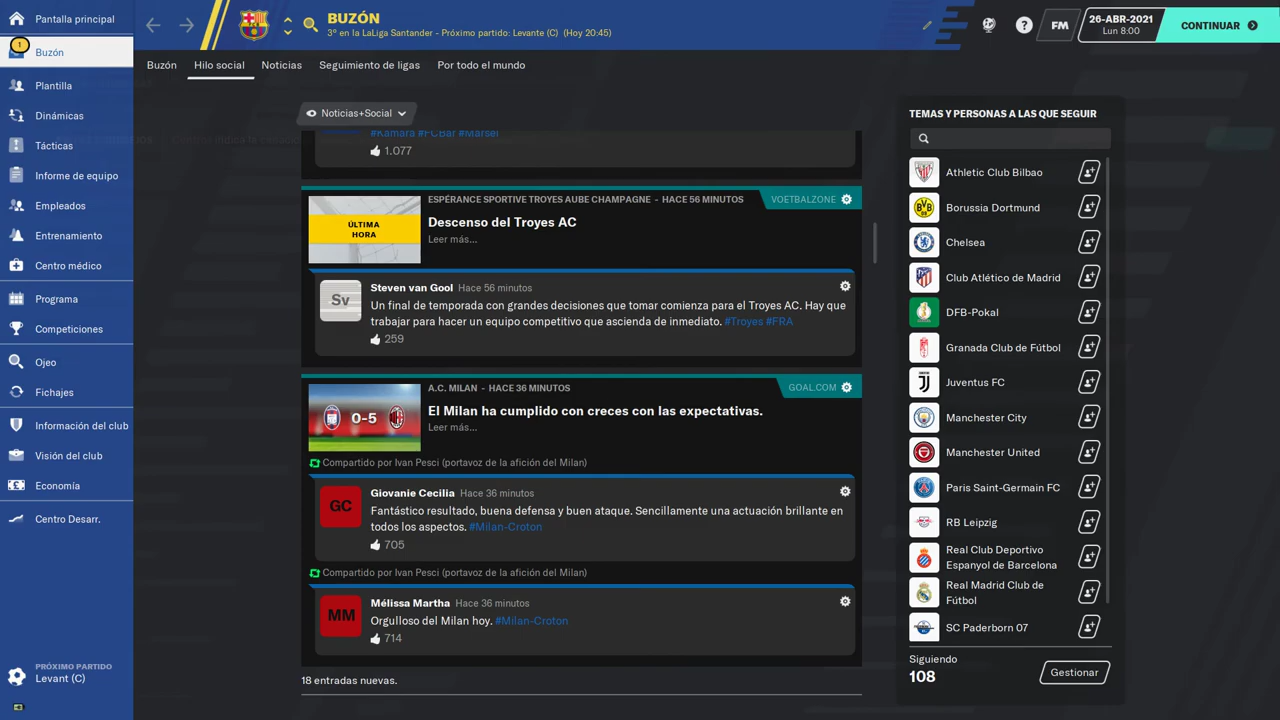 Pantalla principal
1
Buzón
Plantilla
Dinámicas
Tácticas
Informe de equipo
Empleados
Entrenamiento
Centro médico
Programa
Competiciones
Ojeo
Fichajes
Información del club
Visión del club
Economía
Centro Desarr.
PRÓXIMO PARTIDO
Levant (C)
BUZÓN
3º en la LaLiga Santander - Próximo partido: Levante (C) (Hoy 20:45)
?
FM
26-ABR-2021
Lun 8:00
CONTINUAR
Buzón
Hilo social
Noticias
Seguimiento de ligas
Por todo el mundo
Noticias+Social
#Kamara #FCBar #Marsel
1.077
ÚLTIMA
HORA
ESPÉRANCE SPORTIVE TROYES AUBE CHAMPAGNE - HACE 56 MINUTOS
VOETBALZONE
Descenso del Troyes AC
Leer más...
Sv
Steven van Gool Hace 56 minutos
Un final de temporada con grandes decisiones que tomar comienza para el Troyes AC. Hay que
trabajar para hacer un equipo competitivo que ascienda de inmediato. #Troyes #FRA
259
0-5
A.C. MILAN - HACE 36 MINUTOS
GOAL.COM
El Milan ha cumplido con creces con las expectativas.
Leer más...
Compartido por Ivan Pesci (portavoz de la afición del Milan)
GC
Giovanie Cecilia Hace 36 minutos
Fantástico resultado, buena defensa y buen ataque. Sencillamente una actuación brillante en
todos los aspectos. #Milan-Croton
705
Compartido por Ivan Pesci (portavoz de la afición del Milan)
MM
Mélissa Martha Hace 36 minutos
Orgulloso del Milan hoy. #Milan-Croton
714
18 entradas nuevas.
TEMAS Y PERSONAS A LAS QUE SEGUIR
Athletic Club Bilbao
Borussia Dortmund
Chelsea
Club Atlético de Madrid
DFB-Pokal
Granada Club de Fútbol
Juventus FC
Manchester City
Manchester United
Paris Saint-Germain FC
RB Leipzig
Real Club Deportivo
Espanyol de Barcelona
Real Madrid Club de
Fútbol
SC Paderborn 07
Siguiendo
108
Gestionar